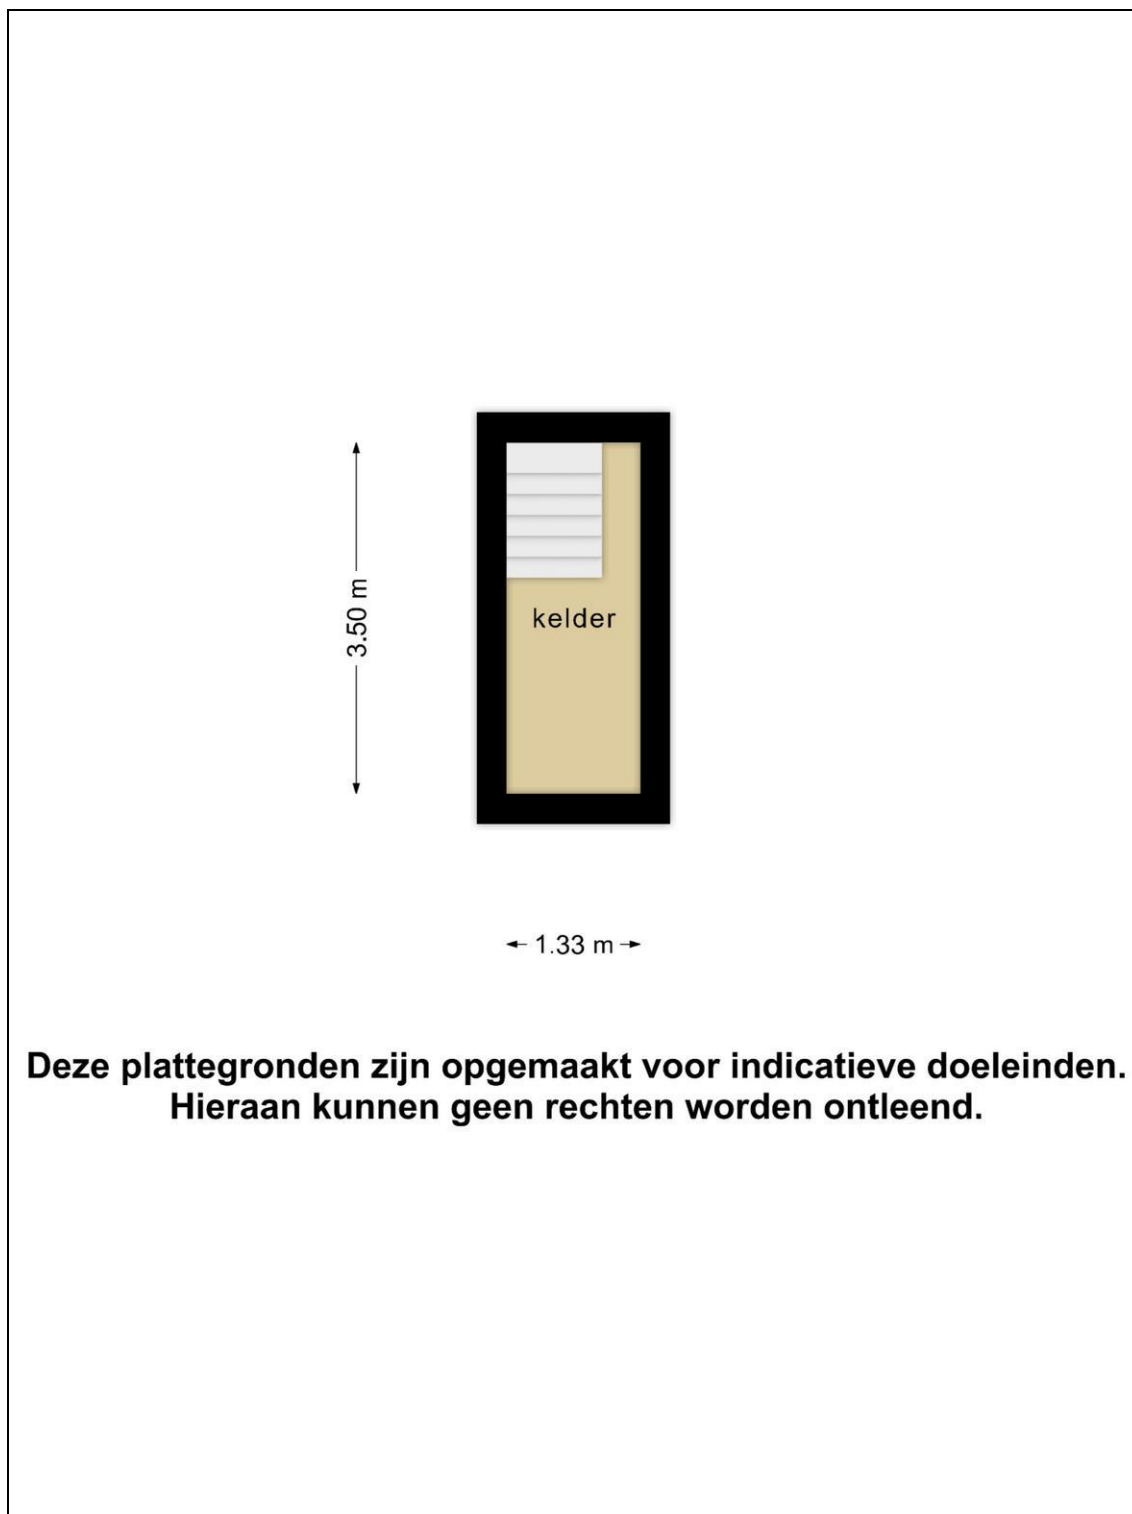 3.50 m
kelder
1.33 m
Deze plattegronden zijn opgemaakt voor indicatieve doeleinden.
Hieraan kunnen geen rechten worden ontleend.